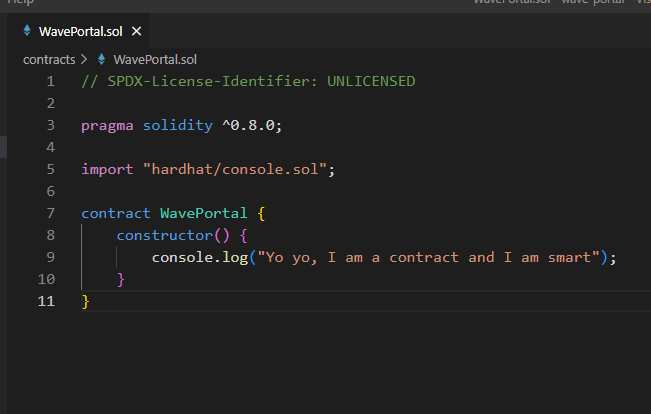 Help
WavePortal.sol - wave-portal - Vis
WavePortal.sol ×
contracts > WavePortal.sol
1 // SPDX-License-Identifier: UNLICENSED
2
3 pragma solidity ^0.8.0;
4
5 import "hardhat/console.sol";
6
7 contract WavePortal {
8 constructor() {
9 console.log("Yo yo, I am a contract and I am smart");
10 }
11 }